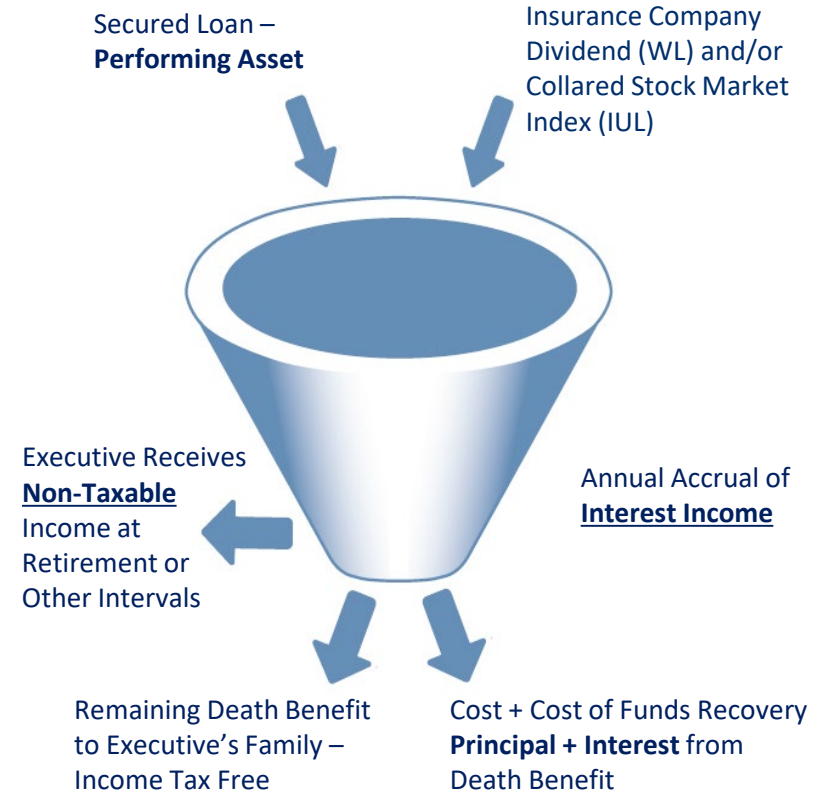 Secured Loan –
Performing Asset
Insurance Company
Dividend (WL) and/or
Collared Stock Market
Index (IUL)
Executive Receives
Non-Taxable
Income at
Retirement or
Other Intervals
Annual Accrual of
Interest Income
Remaining Death Benefit
to Executive’s Family –
Income Tax Free
Cost + Cost of Funds Recovery
Principal + Interest from
Death Benefit